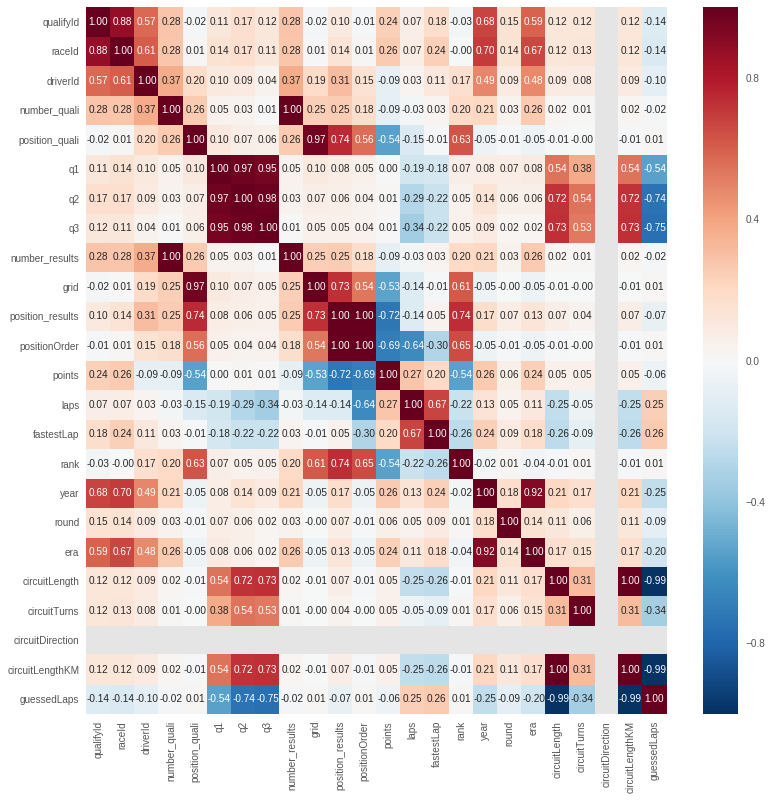 qualifyId 1.00 0.88 0.57 0.28 -0.02 0.11 0.17 0.12 0.28 -0.02 0.10 -0.01 0.24 0.07 0.18 -0.03 0.68 0.15 0.59 0.12 0.12 0.12 -0.14
raceId 0.88 1.00 0.61 0.28 0.01 0.14 0.17 0.11 0.28 0.01 0.14 0.01 0.26 0.07 0.24 -0.00 0.70 0.14 0.67 0.12 0.13 0.12 -0.14
driverId 0.57 0.61 1.00 0.37 0.20 0.10 0.09 0.04 0.37 0.19 0.31 0.15 -0.09 0.03 0.11 0.17 0.49 0.09 0.48 0.09 0.08 0.09 -0.10
number_quali 0.28 0.28 0.37 1.00 0.26 0.05 0.03 0.01 1.00 0.25 0.25 0.18 -0.09 -0.03 0.03 0.20 0.21 0.03 0.26 0.02 0.01 0.02 -0.02
position_quali -0.02 0.01 0.20 0.26 1.00 0.10 0.07 0.06 0.26 0.97 0.74 0.56 -0.54 -0.15 -0.01 0.63 -0.05 -0.01 -0.05 -0.01 -0.00 -0.01 0.01
q1 0.11 0.14 0.10 0.05 0.10 1.00 0.97 0.95 0.05 0.10 0.08 0.05 0.00 -0.19 -0.18 0.07 0.08 0.07 0.08 0.54 0.38 0.54 -0.54
q2 0.17 0.17 0.09 0.03 0.07 0.97 1.00 0.98 0.03 0.07 0.06 0.04 0.01 -0.29 -0.22 0.05 0.14 0.06 0.06 0.72 0.54 0.72 -0.74
q3 0.12 0.11 0.04 0.01 0.06 0.95 0.98 1.00 0.01 0.05 0.05 0.04 0.01 -0.34 -0.22 0.05 0.09 0.02 0.02 0.73 0.53 0.73 -0.75
number_results 0.28 0.28 0.37 1.00 0.26 0.05 0.03 0.01 1.00 0.25 0.25 0.18 -0.09 -0.03 0.03 0.20 0.21 0.03 0.26 0.02 0.01 0.02 -0.02
grid -0.02 0.01 0.19 0.25 0.97 0.10 0.07 0.05 0.25 1.00 0.73 0.54 -0.53 -0.14 -0.01 0.61 -0.05 -0.00 -0.05 -0.01 -0.00 -0.01 0.01
position_results 0.10 0.14 0.31 0.25 0.74 0.08 0.06 0.05 0.25 0.73 1.00 1.00 -0.72 -0.14 0.05 0.74 0.17 0.07 0.13 0.07 0.04 0.07 -0.07
positionOrder -0.01 0.01 0.15 0.18 0.56 0.05 0.04 0.04 0.18 0.54 1.00 1.00 -0.69 -0.64 -0.30 0.65 -0.05 -0.01 -0.05 -0.01 -0.00 -0.01 0.01
points 0.24 0.26 -0.09 -0.09 -0.54 0.00 0.01 0.01 -0.09 -0.53 -0.72 -0.69 1.00 0.27 0.20 -0.54 0.26 0.06 0.24 0.05 0.05 0.05 -0.06
laps 0.07 0.07 0.03 -0.03 -0.15 -0.19 -0.29 -0.34 -0.03 -0.14 -0.14 -0.64 0.27 1.00 0.67 -0.22 0.13 0.05 0.11 -0.25 -0.05 -0.25 0.25
fastestLap 0.18 0.24 0.11 0.03 -0.01 -0.18 -0.22 -0.22 0.03 -0.01 0.05 -0.30 0.20 0.67 1.00 -0.26 0.24 0.09 0.18 -0.26 -0.09 -0.26 0.26
rank -0.03 -0.00 0.17 0.20 0.63 0.07 0.05 0.05 0.20 0.61 0.74 0.65 -0.54 -0.22 -0.26 1.00 -0.02 0.01 -0.04 -0.01 0.01 -0.01 0.01
year 0.68 0.70 0.49 0.21 -0.05 0.08 0.14 0.09 0.21 -0.05 0.17 -0.05 0.26 0.13 0.24 -0.02 1.00 0.18 0.92 0.21 0.17 0.21 -0.25
round 0.15 0.14 0.09 0.03 -0.01 0.07 0.06 0.02 0.03 -0.00 0.07 -0.01 0.06 0.05 0.09 0.01 0.18 1.00 0.14 0.11 0.06 0.11 -0.09
era 0.59 0.67 0.48 0.26 -0.05 0.08 0.06 0.02 0.26 -0.05 0.13 -0.05 0.24 0.11 0.18 -0.04 0.92 0.14 1.00 0.17 0.15 0.17 -0.20
circuitLength 0.12 0.12 0.09 0.02 -0.01 0.54 0.72 0.73 0.02 -0.01 0.07 -0.01 0.05 -0.25 -0.26 -0.01 0.21 0.11 0.17 1.00 0.31 1.00 -0.99
circuitTurns 0.12 0.13 0.08 0.01 -0.00 0.38 0.54 0.53 0.01 -0.00 0.04 -0.00 0.05 -0.05 -0.09 0.01 0.17 0.06 0.15 0.31 1.00 0.31 -0.34
circuitDirection
circuitLengthKM 0.12 0.12 0.09 0.02 -0.01 0.54 0.72 0.73 0.02 -0.01 0.07 -0.01 0.05 -0.25 -0.26 -0.01 0.21 0.11 0.17 1.00 0.31 1.00 -0.99
guessedLaps -0.14 -0.14 -0.10 -0.02 0.01 -0.54 -0.74 -0.75 -0.02 0.01 -0.07 0.01 -0.06 0.25 0.26 0.01 -0.25 -0.09 -0.20 -0.99 -0.34 -0.99 1.00
qualifyId
raceId
driverId
number_quali
position_quali
q1
q2
q3
number_results
grid
position_results
positionOrder
points
laps
fastestLap
rank
year
round
era
circuitLength
circuitTurns
circuitDirection
circuitLengthKM
guessedLaps
0.8
0.4
0.0
−0.4
−0.8